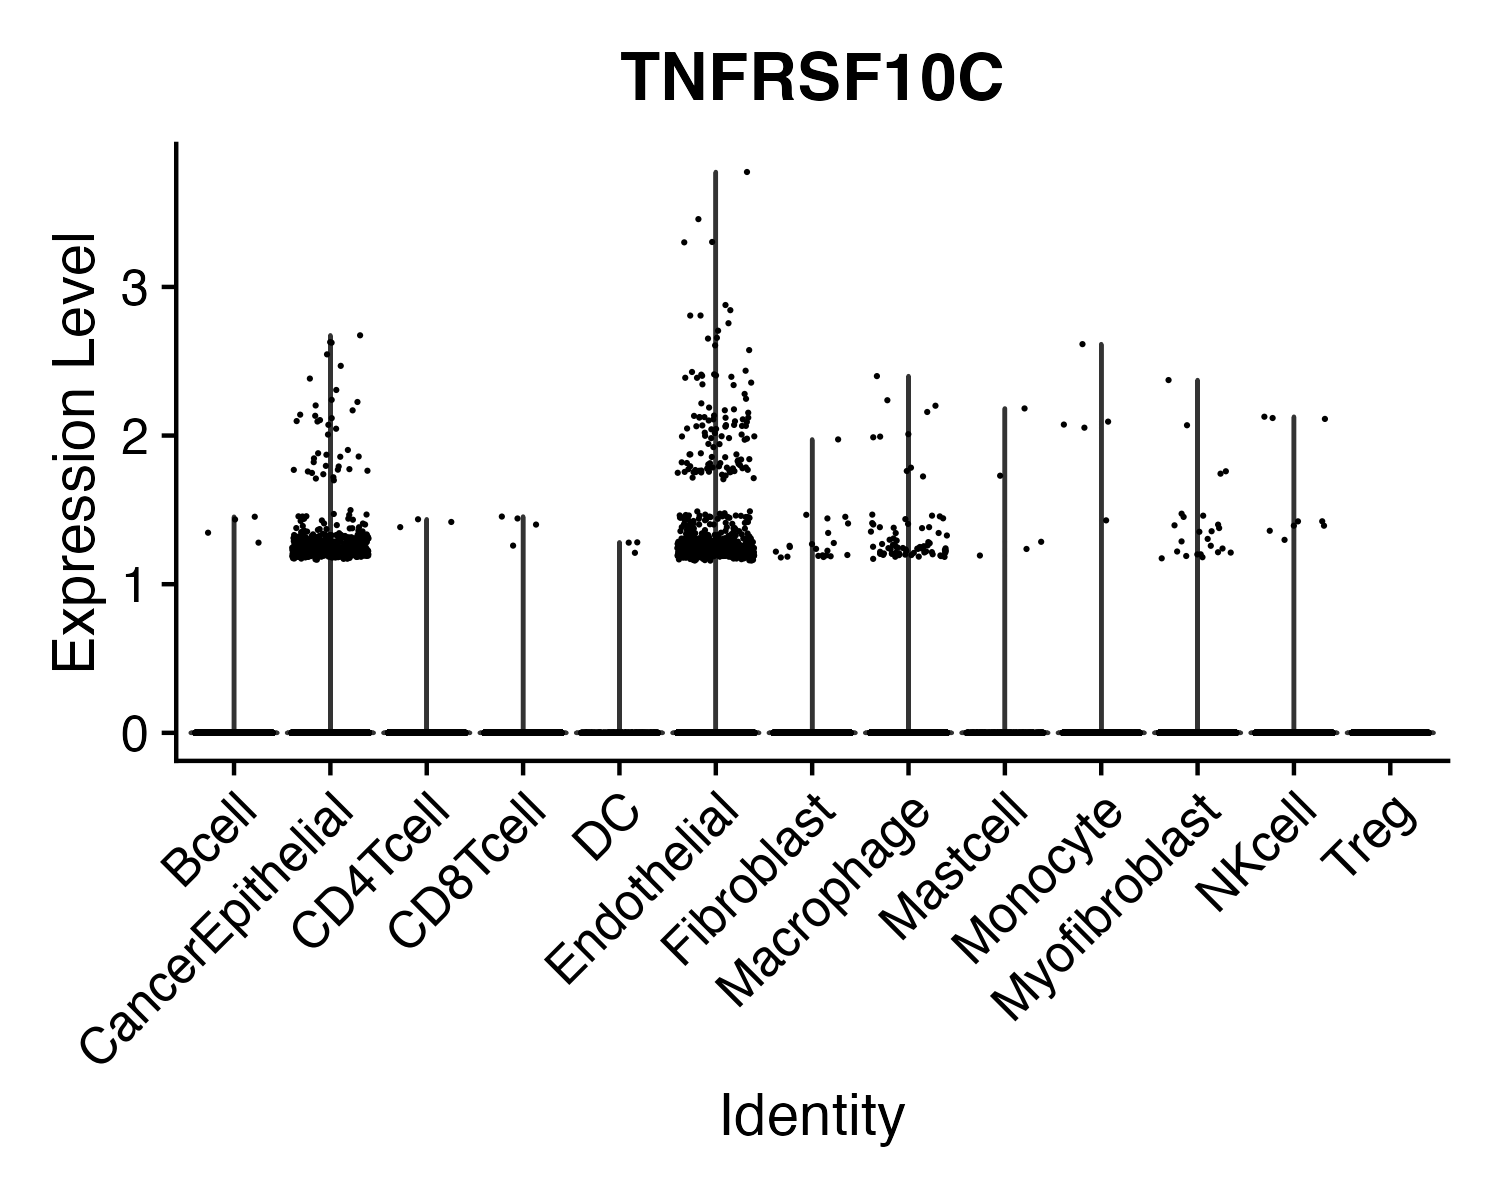 TNFRSF10C
Expression Level
3
2
1
0
Bcell
CancerEpithelial
CD4Tcell
CD8Tcell
DC
Endothelial
Fibroblast
Macrophage
Mastcell
Monocyte
Myofibroblast
NKcell
Treg
Identity